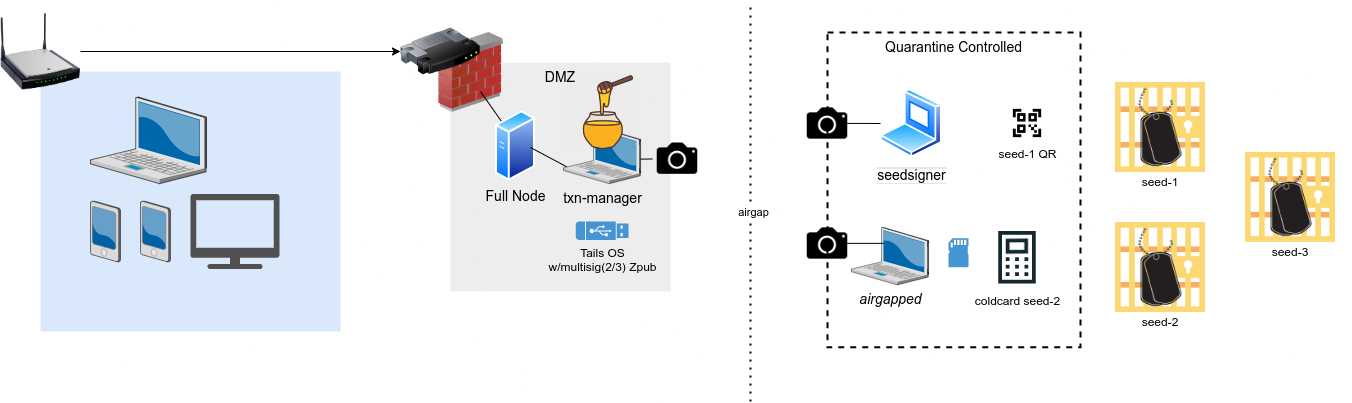 DMZ
Full Node
txn-manager
Tails OS
w/multisig(2/3) Zpub
airgap
Quarantine Controlled
seedsigner
seed-1 QR
airgapped
coldcard seed-2
seed-1
seed-2
seed-3